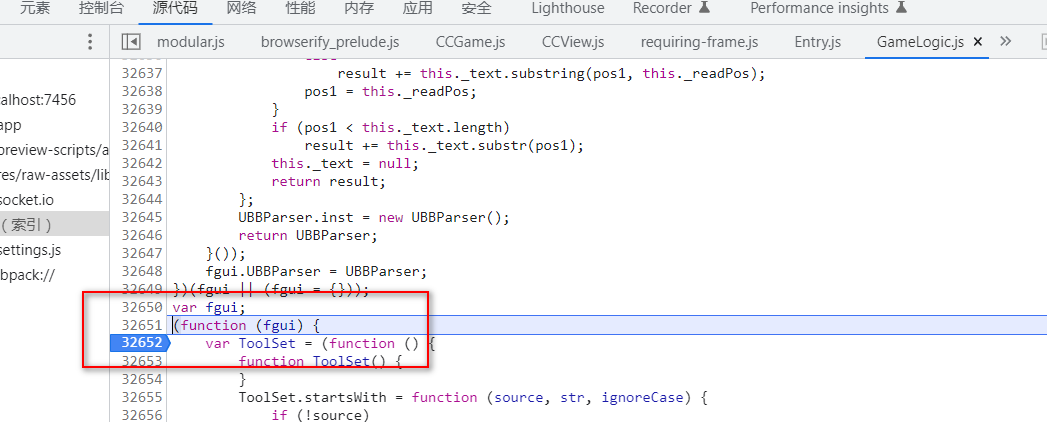 元素 控制台 源代码 网络 性能 内存 应用 安全 Lighthouse Recorder Performance insights
modular.js browserify_prelude.js CCGame.js CCView.js requiring-frame.js Entry.js GameLogic.js × »
alhost:7456
app
preview-scripts/a
res/raw-assets/lib
socket.io
（索引）
settings.js
bpack://
32637 result += this._text.substring(pos1, this._readPos);
32638 pos1 = this._readPos;
32639 }
32640 if (pos1 < this._text.length)
32641 result += this._text.substr(pos1);
32642 this._text = null;
32643 return result;
32644 };
32645 UBBParser.inst = new UBBParser();
32646 return UBBParser;
32647 }());
32648 fgui.UBBParser = UBBParser;
32649 })(fgui || (fgui = {}));
32650 var fgui;
32651 (function (fgui) {
32652 var ToolSet = (function () {
32653 function ToolSet() {
32654 }
32655 ToolSet.startsWith = function (source, str, ignoreCase) {
32656 if (!source)